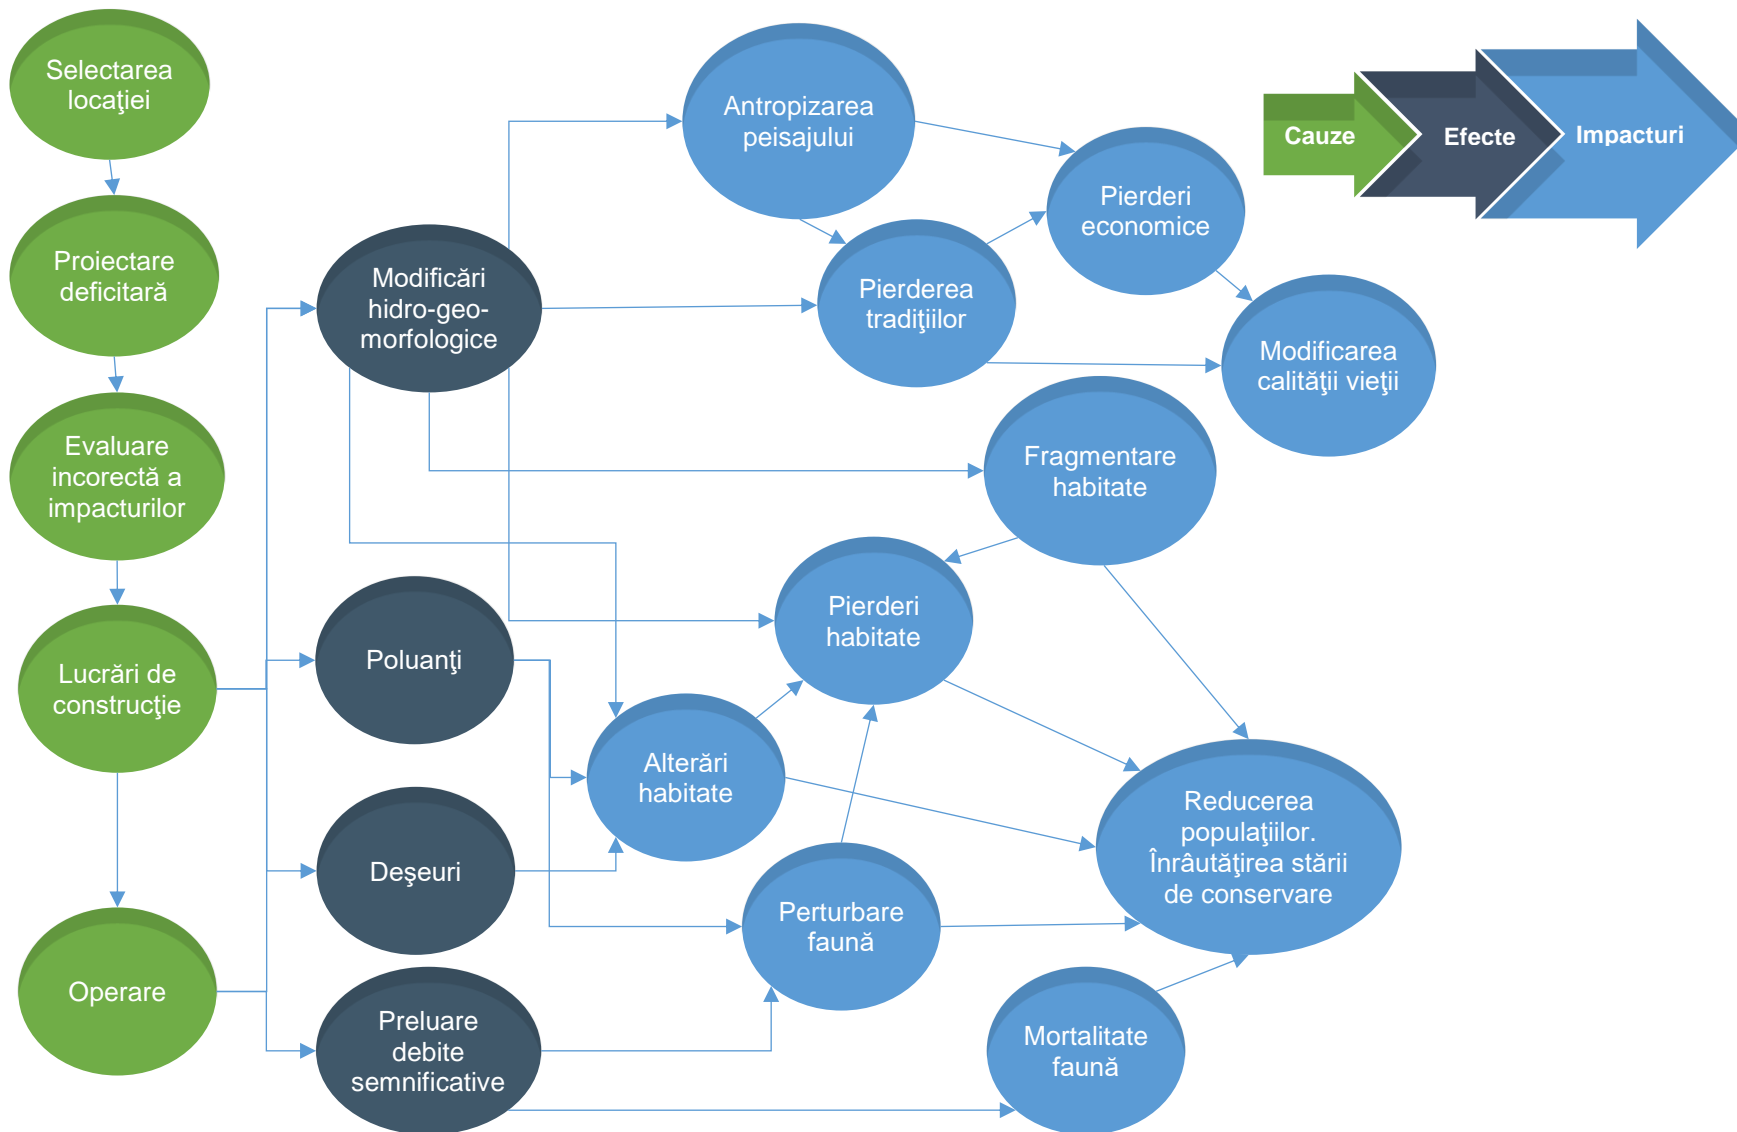 Selectarea
locaţiei
Proiectare
deficitară
Evaluare
incorectă a
impacturilor
Lucrări de
construcţie
Operare
Modificări
hidro-geo-
morfologice
Poluanţi
Deşeuri
Preluare
debite
semnificative
Antropizarea
peisajului
Pierderea
tradiţiilor
Pierderi
economice
Modificarea
calităţii vieţii
Fragmentare
habitate
Pierderi
habitate
Alterări
habitate
Perturbare
faună
Mortalitate
faună
Reducerea
populaţiilor.
Înrâutăţirea stării
de conservare
Cauze
Efecte
Impacturi